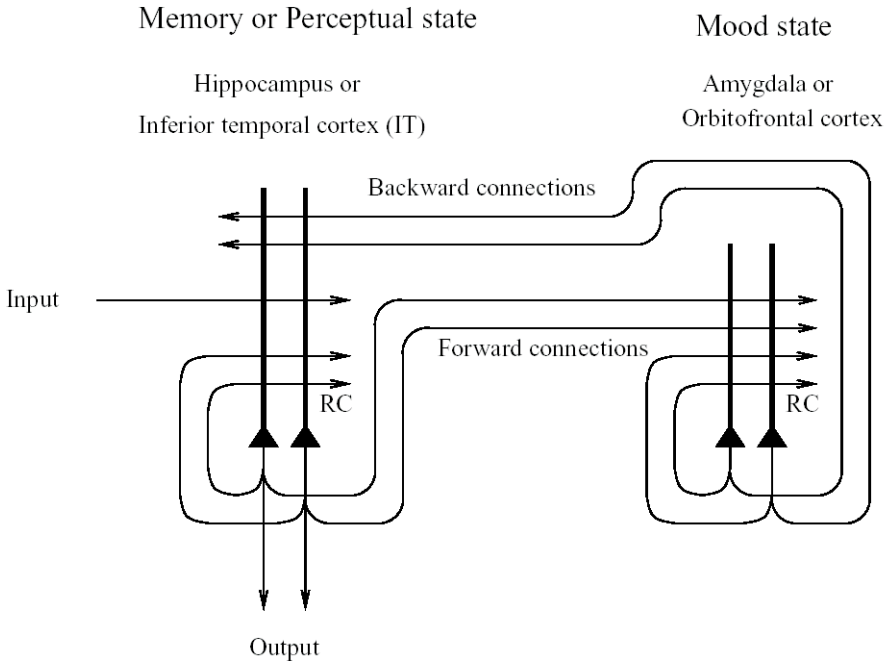 Memory or Perceptual state
Mood state
Hippocampus or
Inferior temporal cortex (IT)
Amygdala or
Orbitofrontal cortex
Backward connections
Input
Forward connections
RC
RC
Output